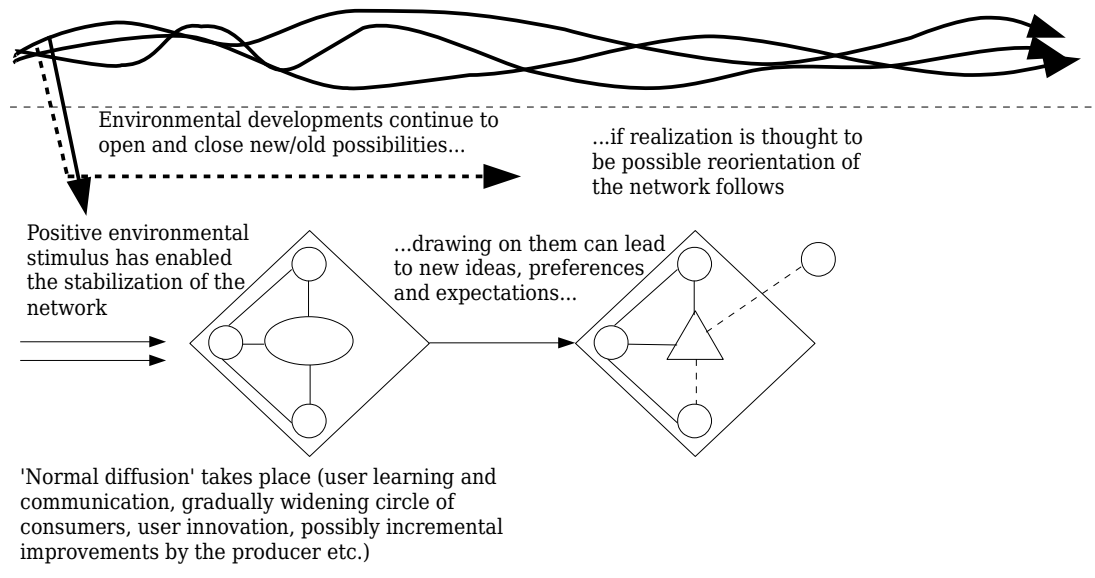 Environmental developments continue to
open and close new/old possibilities...
...if realization is thought to
be possible reorientation of
the network follows
Positive environmental
stimulus has enabled
the stabilization of the
network
...drawing on them can lead
to new ideas, preferences
and expectations...
'Normal diffusion' takes place (user learning and
communication, gradually widening circle of
consumers, user innovation, possibly incremental
improvements by the producer etc.)